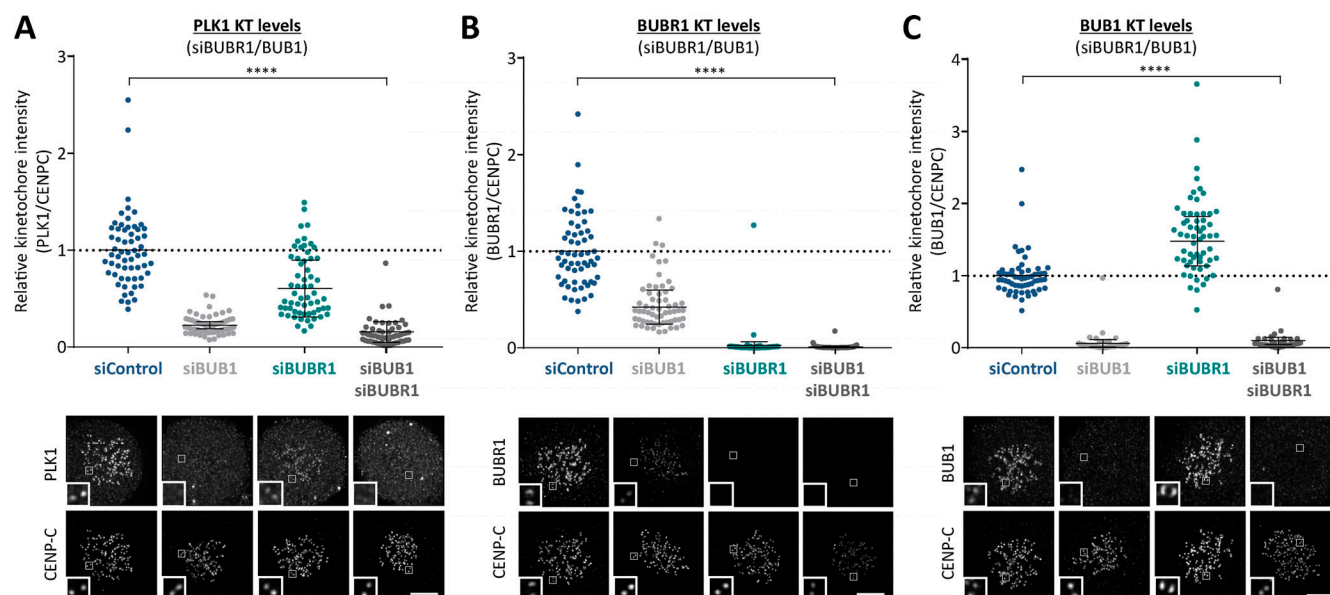 A
PLK1 KT levels
(siBUBR1/BUB1)
****
Relative kinetochore intensity
(PLK1/CENPC)
3
2
1
0
siControl
siBUB1
siBUBR1
siBUB1
siBUBR1
PLK1
CENP-C
B
BUBR1 KT levels
(siBUBR1/BUB1)
****
Relative kinetochore intensity
(BUBR1/CENPC)
3
2
1
0
siControl
siBUB1
siBUBR1
siBUB1
siBUBR1
BUBR1
CENP-C
C
BUB1 KT levels
(siBUBR1/BUB1)
****
Relative kinetochore intensity
(BUB1/CENPC)
4
3
2
1
0
siControl
siBUB1
siBUBR1
siBUB1
siBUBR1
BUB1
CENP-C